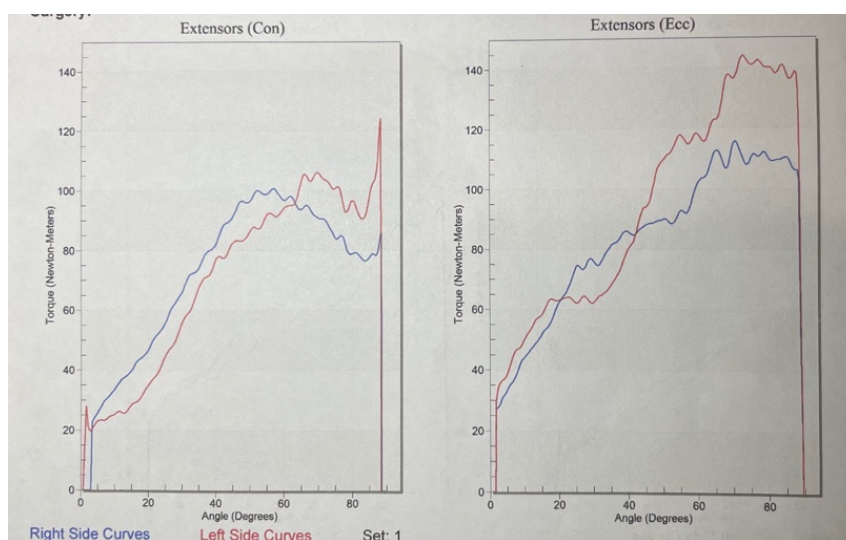 Surgery:
Extensors (Con)
140
120
100
80
60
40
20
0
Torque (Newton-Meters)
0 20 40 60 80
Angle (Degrees)
Extensors (Ecc)
140
120
100
80
60
40
20
0
Torque (Newton-Meters)
0 20 40 60 80
Angle (Degrees)
Right Side Curves Left Side Curves Set: 1